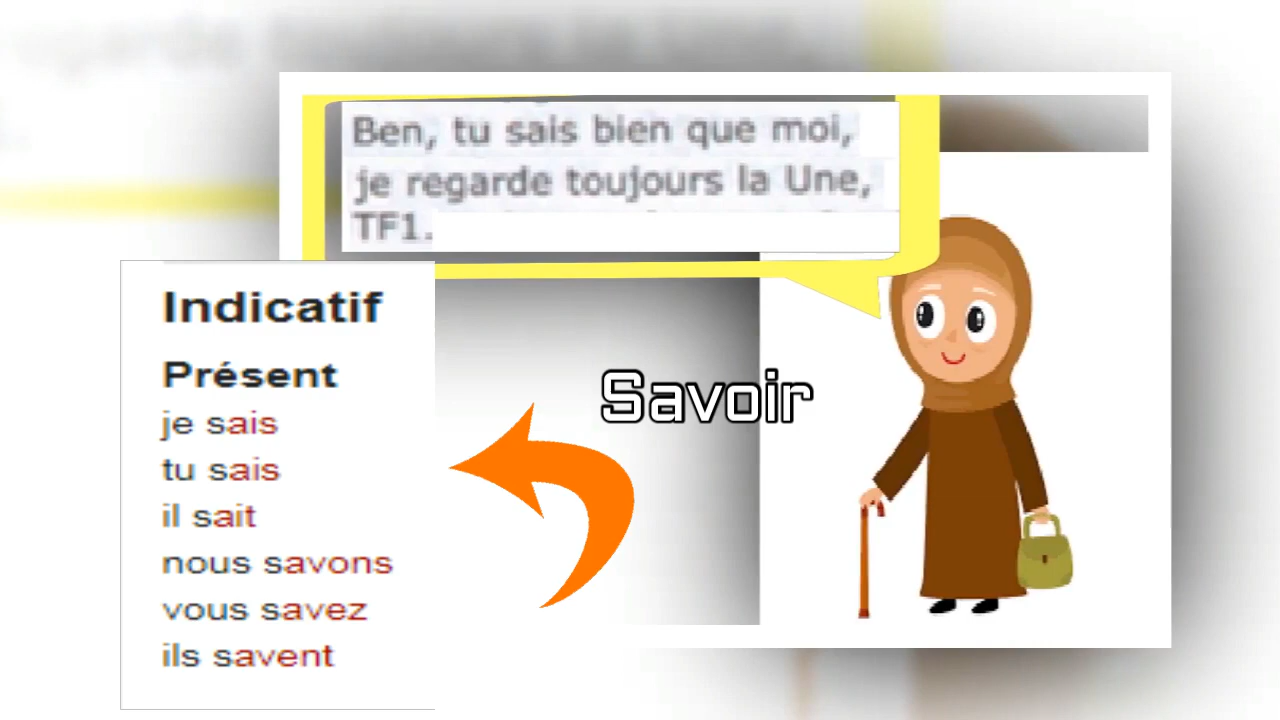 Ben, tu sais bien que moi,
je regarde toujours la Une,
TF1.
Indicatif
Présent
je sais
tu sais
il sait
nous savons
vous savez
ils savent
Savoir